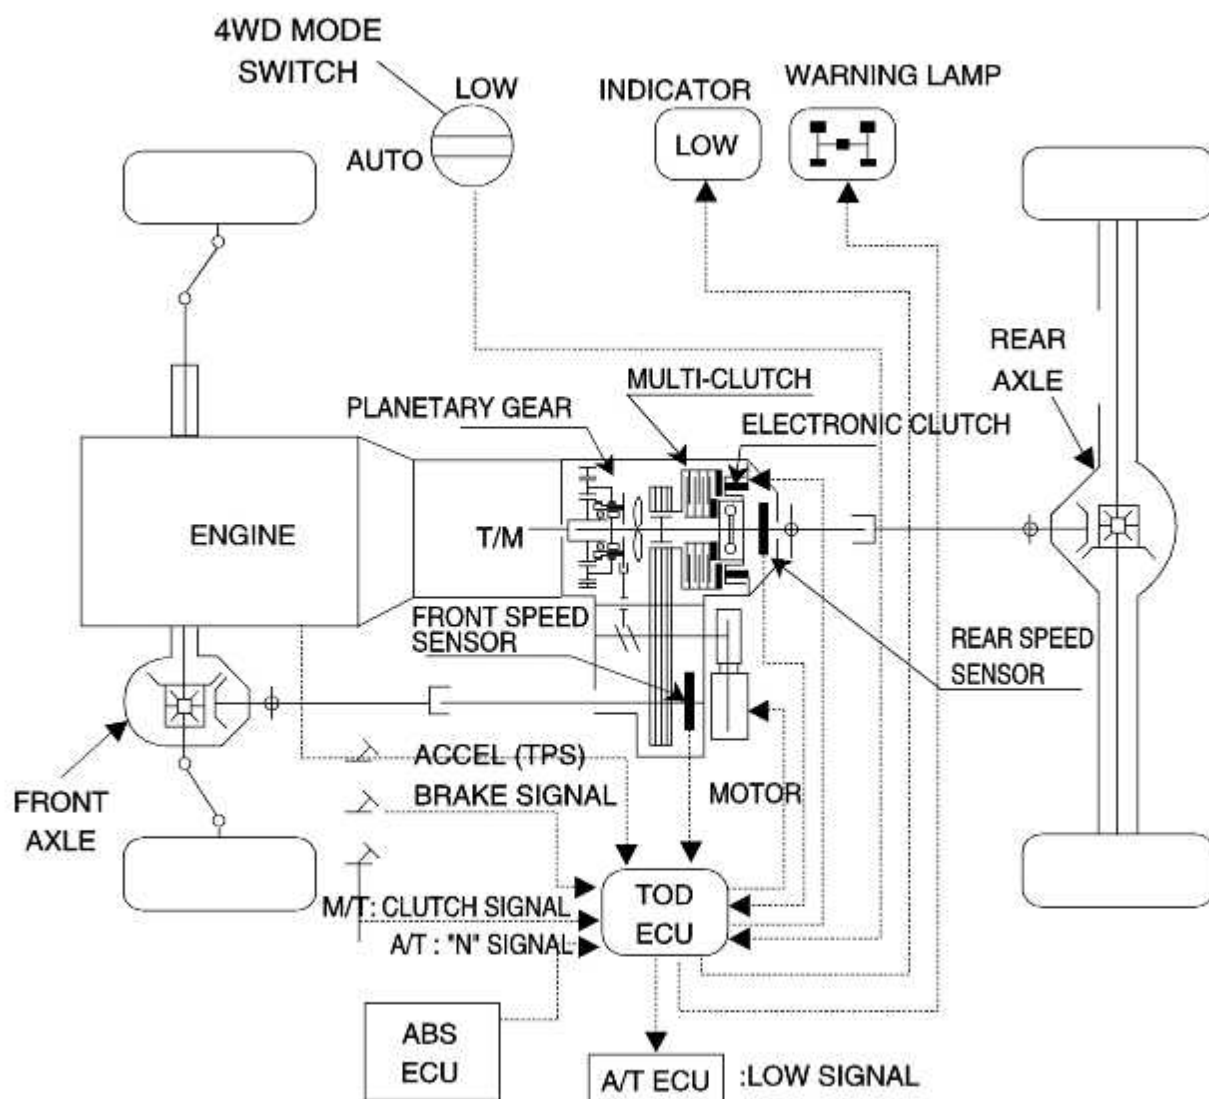 4WD MODE
SWITCH
LOW
AUTO
INDICATOR
LOW
WARNING LAMP
REAR
AXLE
MULTI-CLUTCH
PLANETARY GEAR
ELECTRONIC CLUTCH
ENGINE
T/M
FRONT SPEED
SENSOR
REAR SPEED
SENSOR
FRONT
AXLE
ACCEL (TPS)
BRAKE SIGNAL
MOTOR
M/T: CLUTCH SIGNAL
A/T : "N" SIGNAL
TOD
ECU
ABS
ECU
A/T ECU :LOW SIGNAL